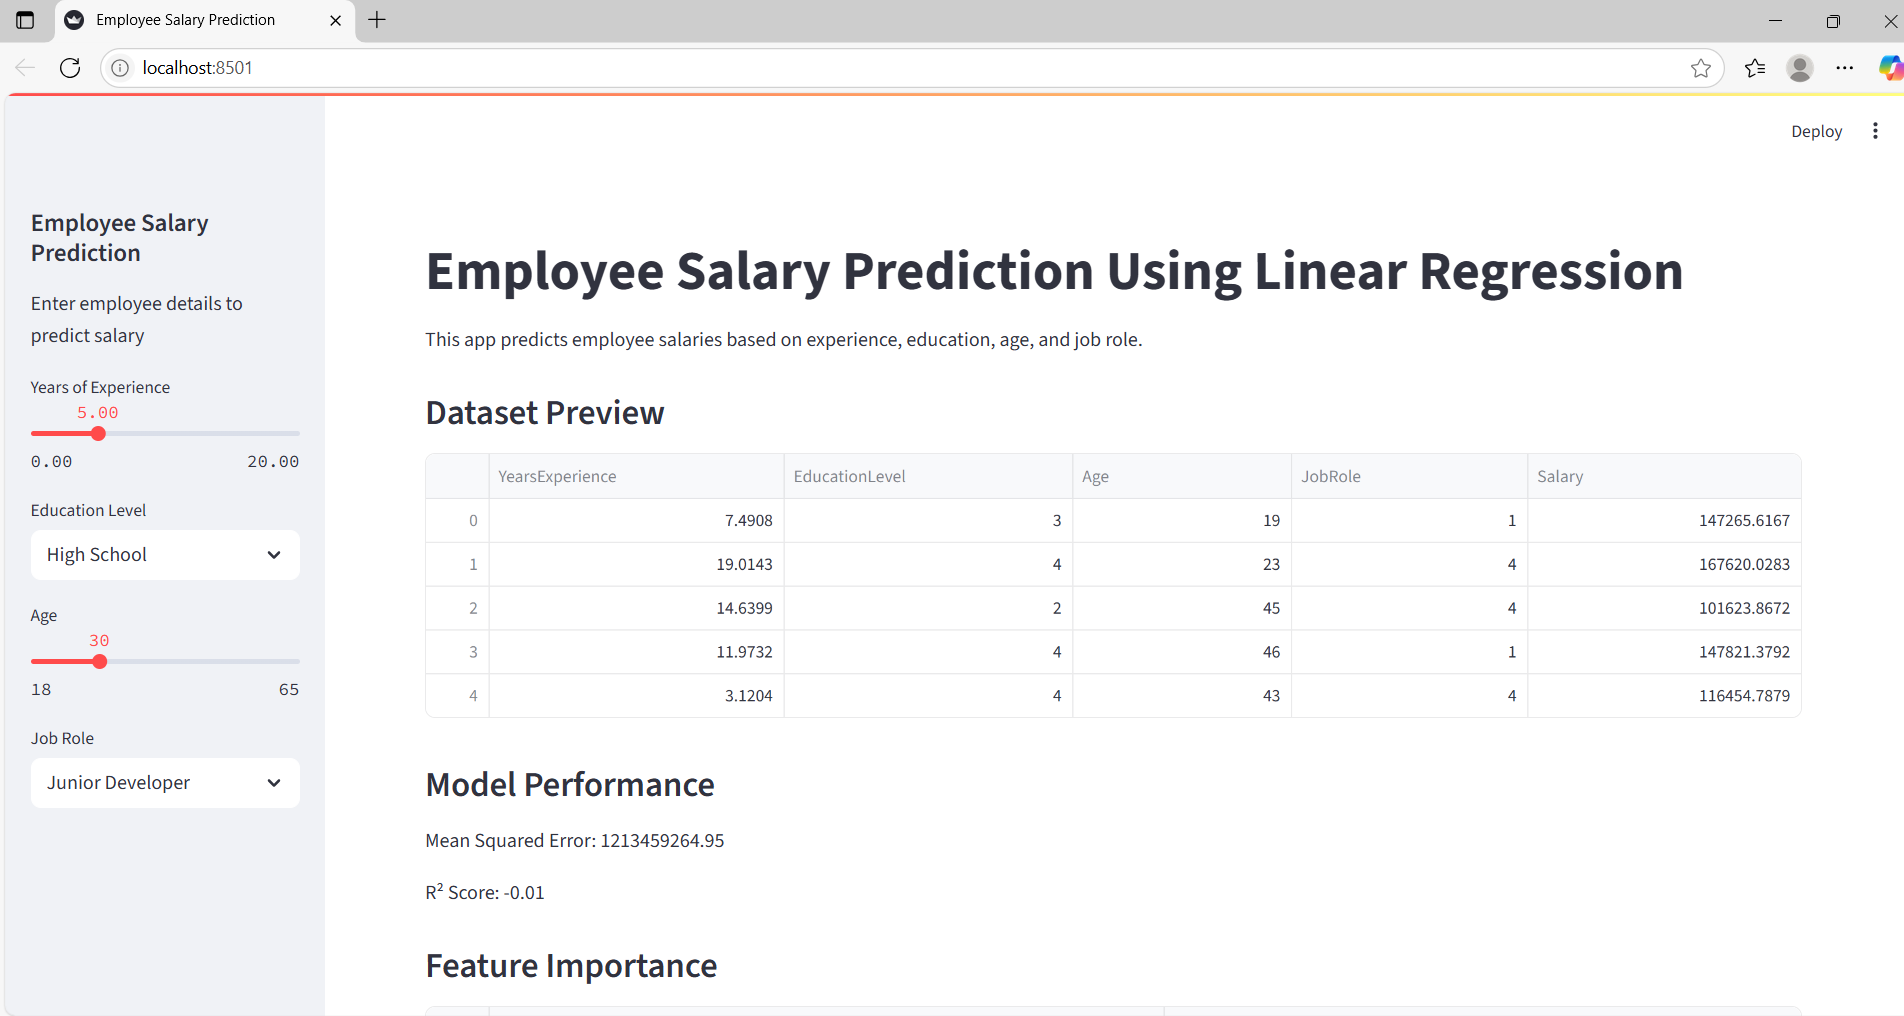 Employee Salary Prediction
localhost:8501
Deploy
Employee Salary
Prediction
Enter employee details to
predict salary
Years of Experience
5.00
0.00 20.00
Education Level
High School
Age
30
18 65
Job Role
Junior Developer
Employee Salary Prediction Using Linear Regression
This app predicts employee salaries based on experience, education, age, and job role.
Dataset Preview
YearsExperience EducationLevel Age JobRole Salary
0 7.4908 3 19 1 147265.6167
1 19.0143 4 23 4 167620.0283
2 14.6399 2 45 4 101623.8672
3 11.9732 4 46 1 147821.3792
4 3.1204 4 43 4 116454.7879
Model Performance
Mean Squared Error: 1213459264.95
R² Score: -0.01
Feature Importance